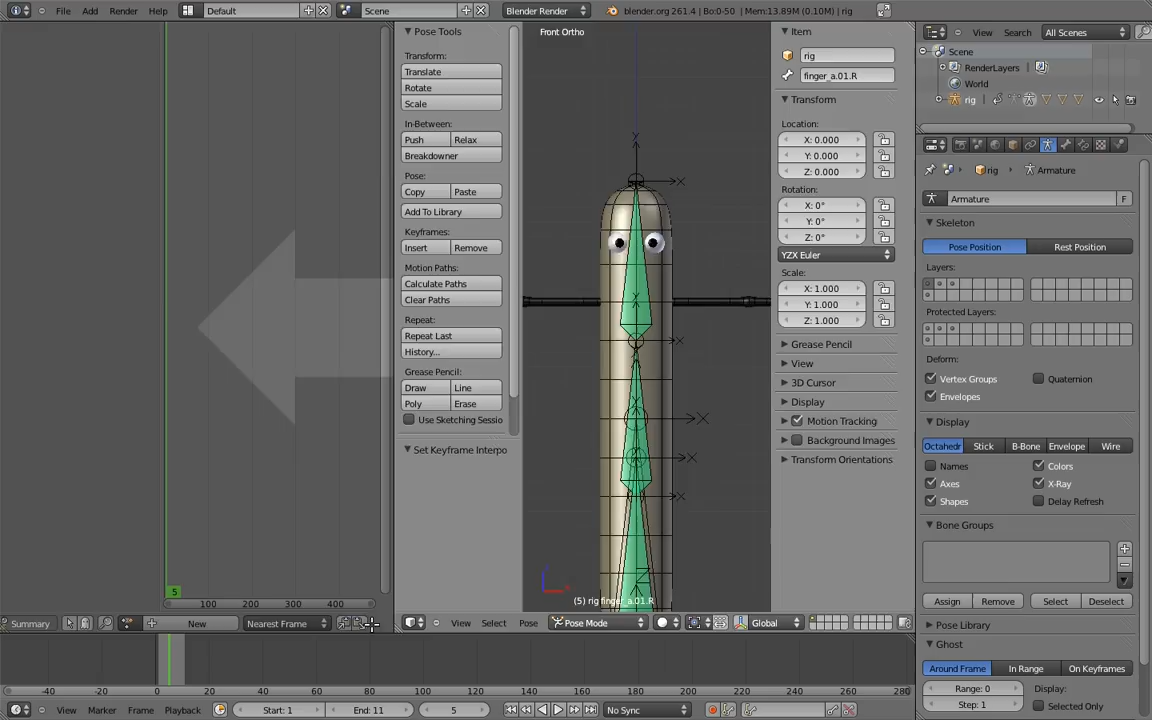 File Add Render Help Default Scene Blender Render blender.org 261.4 | Bo:0-50 | Mem:13.89M (0.10M) | rig
Pose Tools
Transform:
Translate
Rotate
Scale
In-Between:
Push Relax
Breakdowner
Pose:
Copy Paste
Add To Library
Keyframes:
Insert Remove
Motion Paths:
Calculate Paths
Clear Paths
Repeat:
Repeat Last
History...
Grease Pencil:
Draw Line
Poly Erase
Use Sketching Sessio
Set Keyframe Interpo
Front Ortho
Y
X
X
X
X
X
X
X
X
Z
(5) rig finger_a.01.R
Item
rig
finger_a.01.R
Transform
Location:
X: 0.000
Y: 0.000
Z: 0.000
Rotation:
X: 0°
Y: 0°
Z: 0°
YZX Euler
Scale:
X: 1.000
Y: 1.000
Z: 1.000
Grease Pencil
View
3D Cursor
Display
Motion Tracking
Background Images
Transform Orientations
View Search All Scenes
Scene
RenderLayers
World
rig
rig Armature
Armature F
Skeleton
Pose Position Rest Position
Layers:
Protected Layers:
Deform:
Vertex Groups Quaternion
Envelopes
Display
Octahedr Stick B-Bone Envelope Wire
Names Colors
Axes X-Ray
Shapes Delay Refresh
Bone Groups
Assign Remove Select Deselect
Pose Library
Ghost
Around Frame In Range On Keyframes
Range: 0 Display:
Step: 1 Selected Only
5
100 200 300 400
Summary New Nearest Frame
View Select Pose Pose Mode Global
-40 -20 0 20 40 60 80 100 120 140 160 180 200 220 240 260 280
View Marker Frame Playback Start: 1 End: 11 5 No Sync